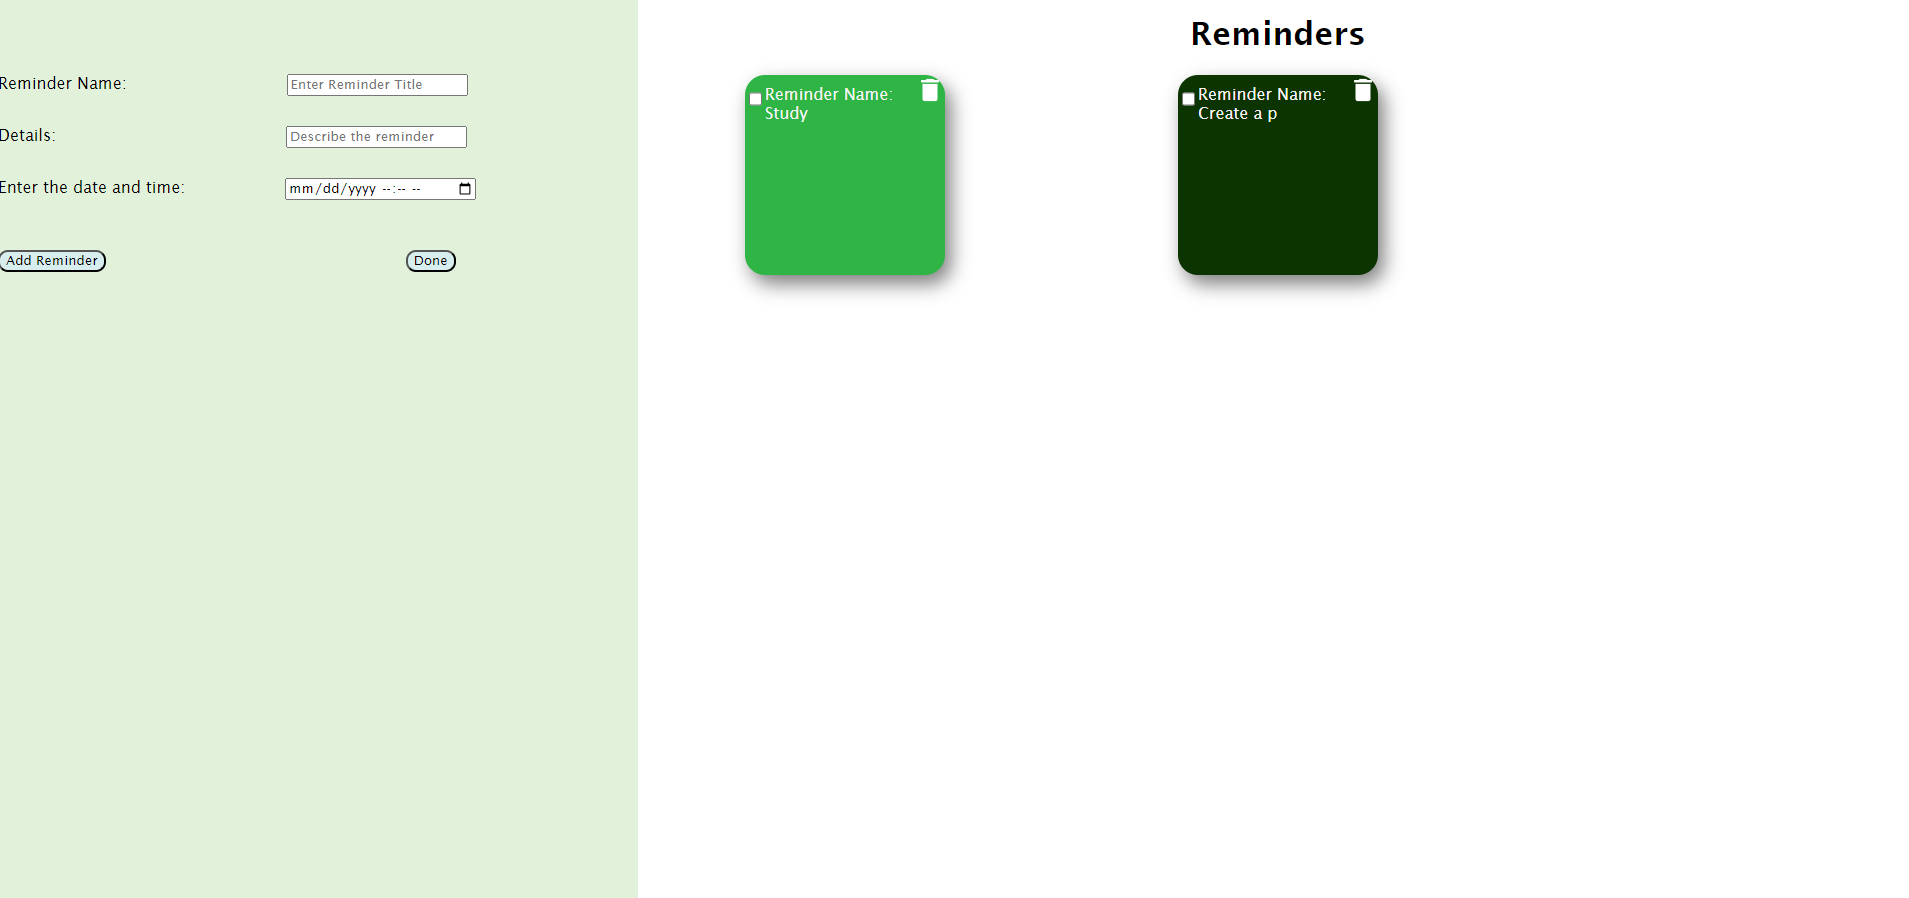 Reminder Name:
Enter Reminder Title
Details:
Describe the reminder
Enter the date and time:
mm/dd/yyyy --:-- --
Add Reminder
Done
Reminders
Reminder Name:
Study
Reminder Name:
Create a p